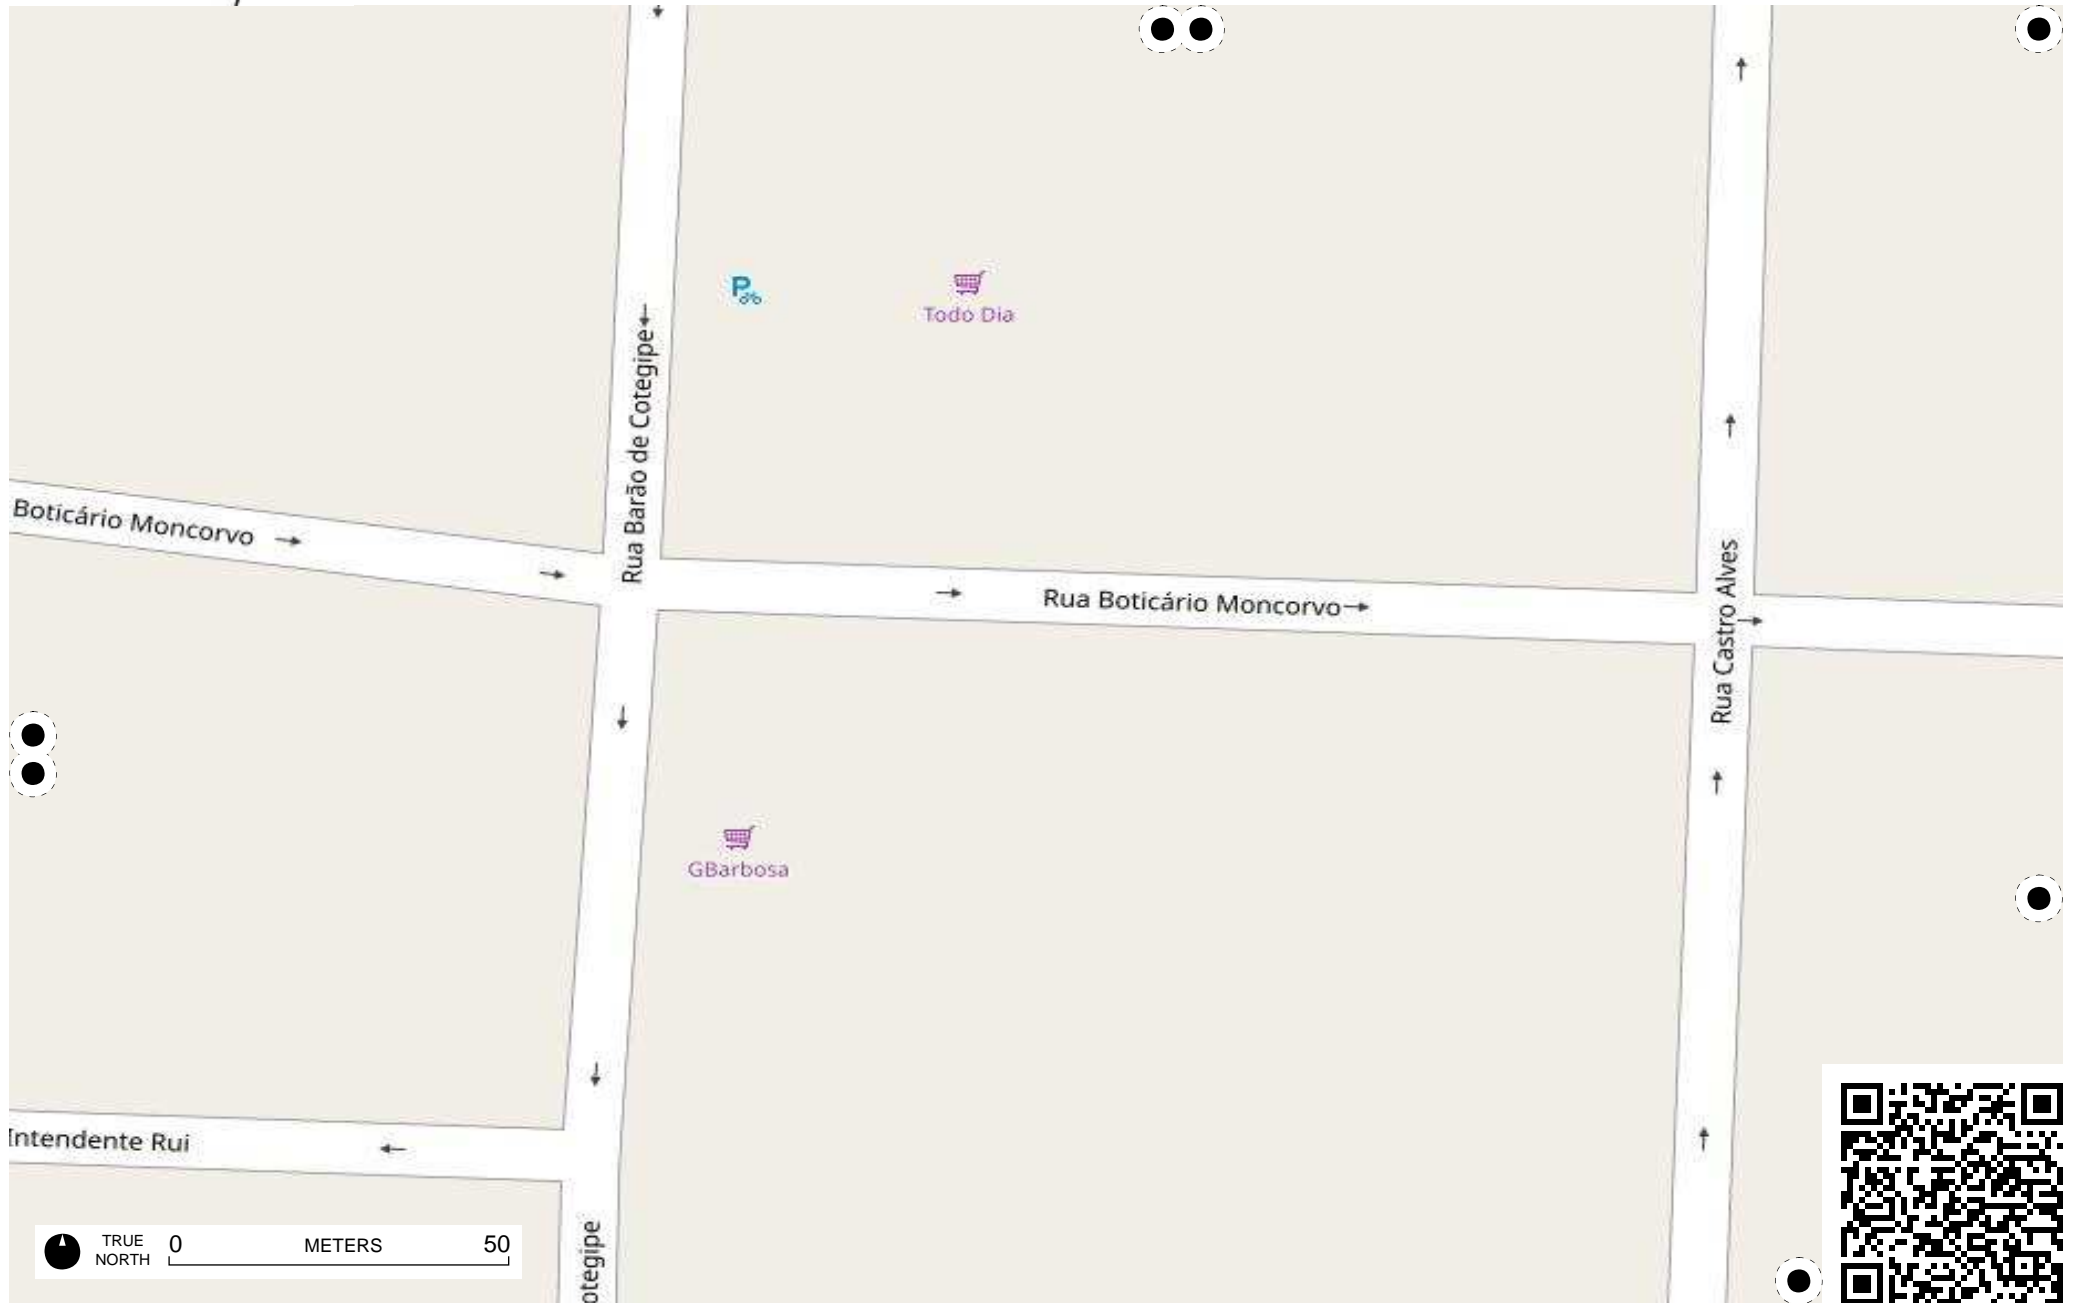 Rua Barão de Cotegipe
Todo Dia
Boticário Moncorvo
Rua Boticário Moncorvo
Rua Castro Alves
GBarbosa
Intendente Rui
otegipe
TRUE
NORTH
0 METERS 50